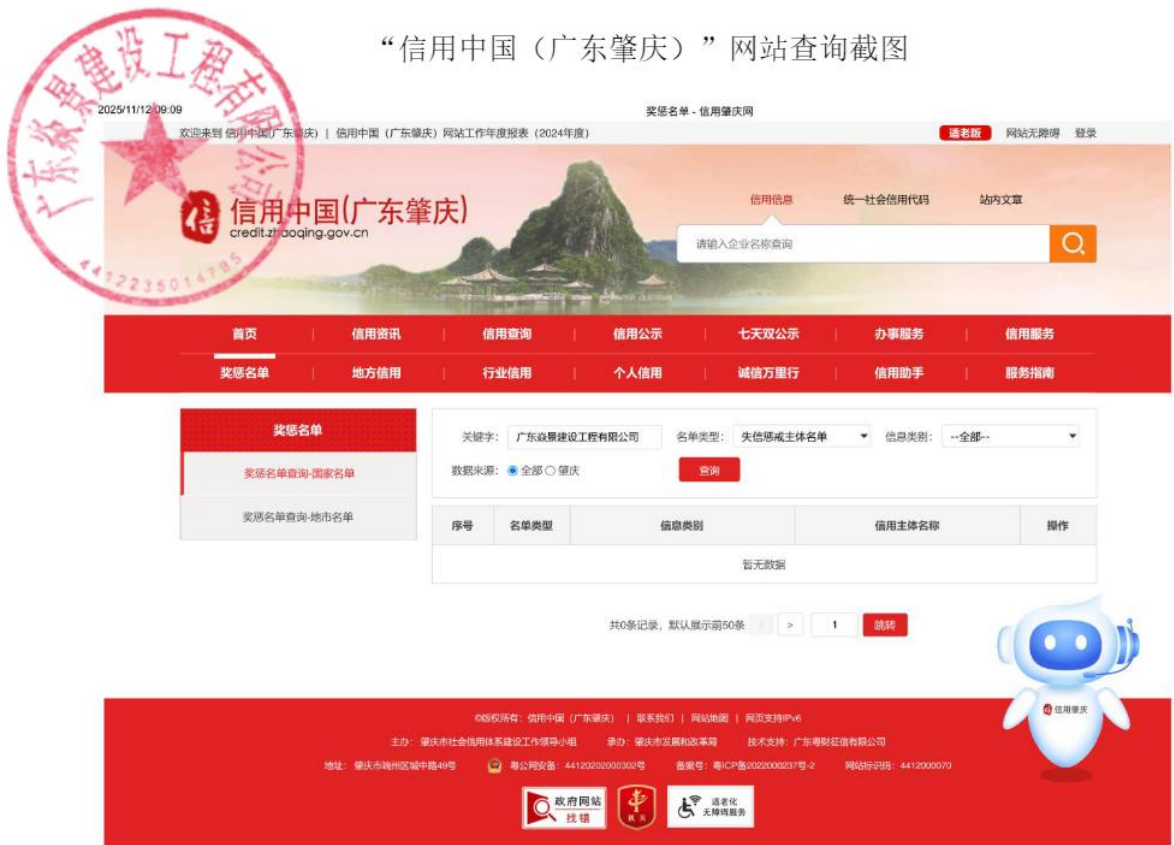 “信用中国（广东肇庆）”网站查询截图
广东焱景建设工程有限公司
2025/11/12 09:09
奖惩名单 - 信用肇庆网
欢迎来到 信用中国(广东肇庆) | 信用中国（广东肇庆）网站工作年度报表（2024年度）
适老版 网站无障碍 登录
信用信息 统一社会信用代码 站内文章
信
信用中国(广东肇庆)
credit.zhaoqing.gov.cn
请输入企业名称查询
4412235014795
首页 | 信用资讯 | 信用查询 | 信用公示 | 七天双公示 | 办事服务 | 信用服务
奖惩名单 | 地方信用 | 行业信用 | 个人信用 | 诚信万里行 | 信用助手 | 服务指南
奖惩名单
奖惩名单查询-国家名单
奖惩名单查询-地市名单
关键字： 广东焱景建设工程有限公司 名单类型： 失信惩戒主体名单 信息类别： --全部--
数据来源： 全部 肇庆 查询
序号 名单类型 信息类别 信用主体名称 操作
暂无数据
共0条记录，默认展示前50条 < > 1 跳转
信用肇庆
©版权所有：信用中国（广东肇庆） | 联系我们 | 网站地图 | 网页支持IPv6
主办：肇庆市社会信用体系建设工作领导小组 承办：肇庆市发展和改革局 技术支持：广东粤财征信有限公司
地址：肇庆市端州区城中路49号 粤公网安备：44120202000302号 备案号：粤ICP备2022000237号-2 网站标识码：4412000070
政府网站
找错
机关
适老化
无障碍服务